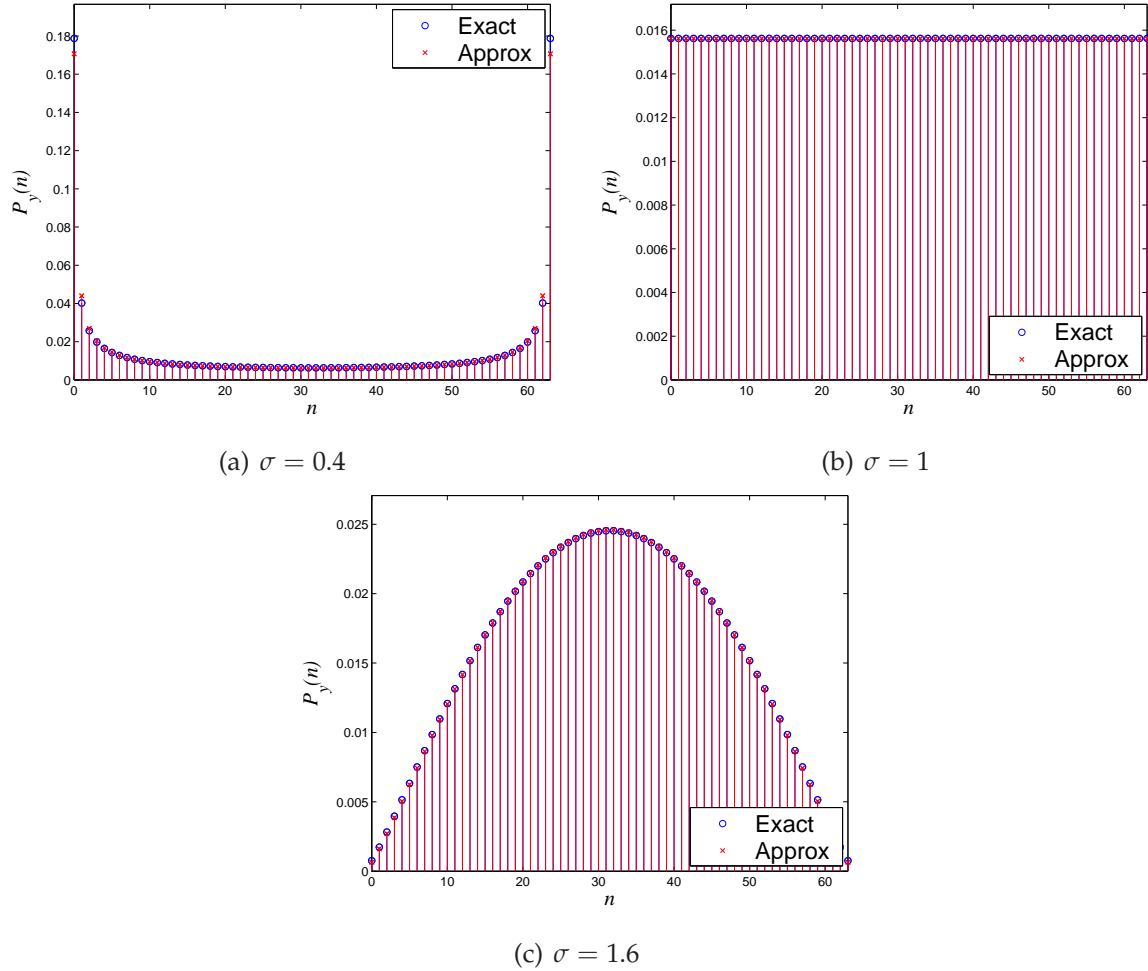 0.18
0.16
0.14
0.12
0.1
0.08
0.06
0.04
0.02
0
P_y(n)
0 10 20 30 40 50 60
n
Exact
Approx
(a) σ = 0.4
0.016
0.014
0.012
0.01
0.008
0.006
0.004
0.002
0
P_y(n)
0 10 20 30 40 50 60
n
Exact
Approx
(b) σ = 1
0.025
0.02
0.015
0.01
0.005
0
P_y(n)
0 10 20 30 40 50 60
n
Exact
Approx
(c) σ = 1.6